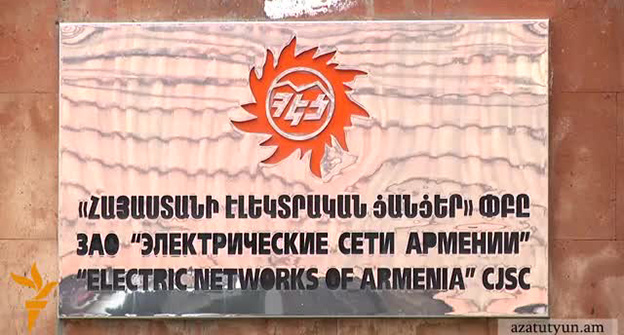 ՀԷՑ
«ՀԱՅԱՍՏԱՆԻ ԷԼԵԿՏՐԱԿԱՆ ՑԱՆՑԵՐ» ՓԲԸ
ЗАО “ЭЛЕКТРИЧЕСКИЕ СЕТИ АРМЕНИИ”
“ELECTRIC NETWORKS OF ARMENIA” CJSC
azatutyun.am